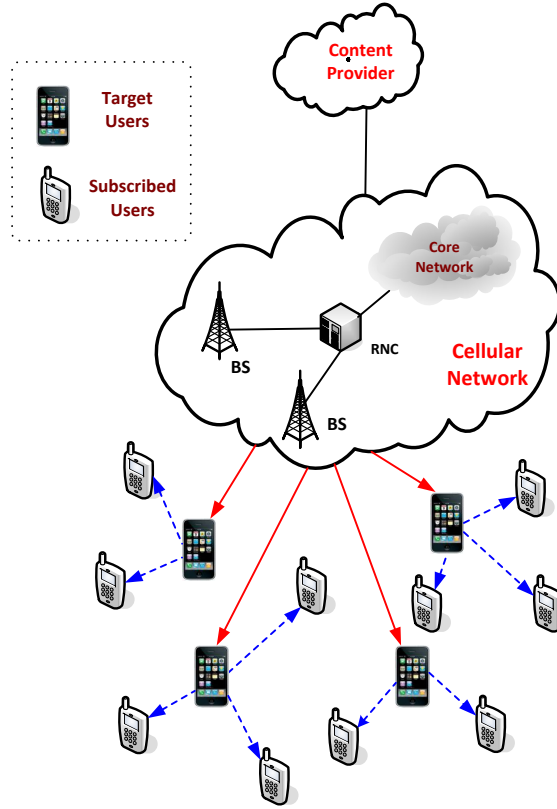 Content
Provider
Target
Users
Subscribed
Users
Core
Network
RNC
BS
Cellular
Network
BS